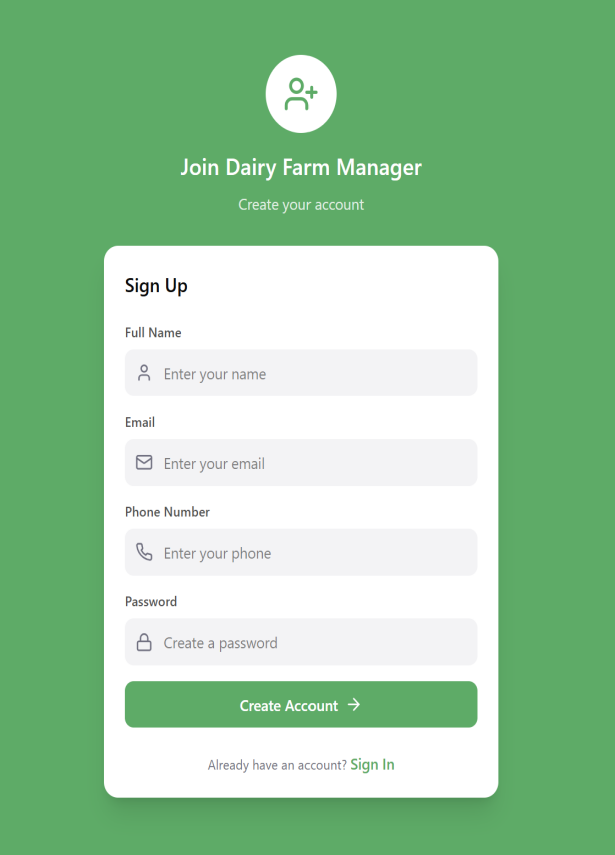 Join Dairy Farm Manager
Create your account
Sign Up
Full Name
Enter your name
Email
Enter your email
Phone Number
Enter your phone
Password
Create a password
Create Account →
Already have an account? Sign In